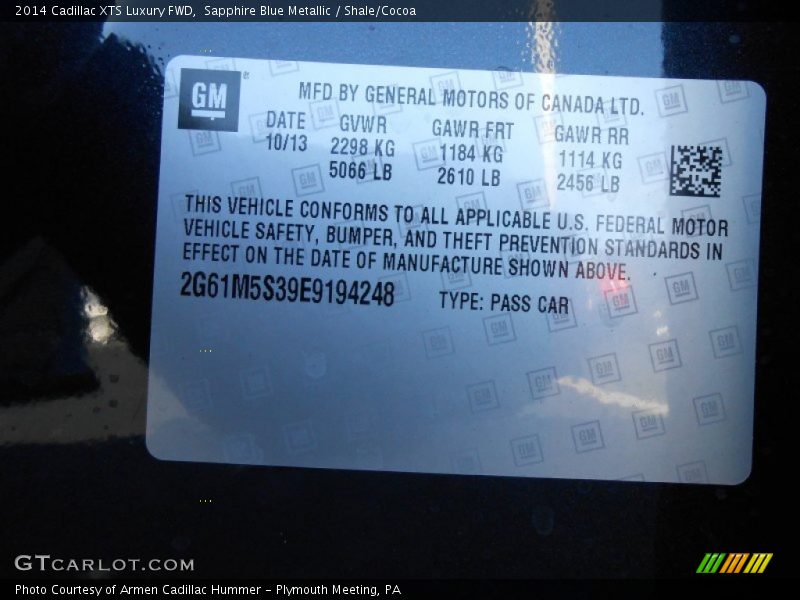 2014 Cadillac XTS Luxury FWD,  Sapphire Blue Metallic / Shale/Cocoa
GM ®
MFD BY GENERAL MOTORS OF CANADA LTD.
DATE GVWR GAWR FRT GAWR RR
10/13 2298 KG 1184 KG 1114 KG
5066 LB 2610 LB 2456 LB
THIS VEHICLE CONFORMS TO ALL APPLICABLE U.S. FEDERAL MOTOR
VEHICLE SAFETY, BUMPER, AND THEFT PREVENTION STANDARDS IN
EFFECT ON THE DATE OF MANUFACTURE SHOWN ABOVE.
2G61M5S39E9194248 TYPE: PASS CAR
GTCARLOT.COM
Photo Courtesy of Armen Cadillac Hummer - Plymouth Meeting, PA